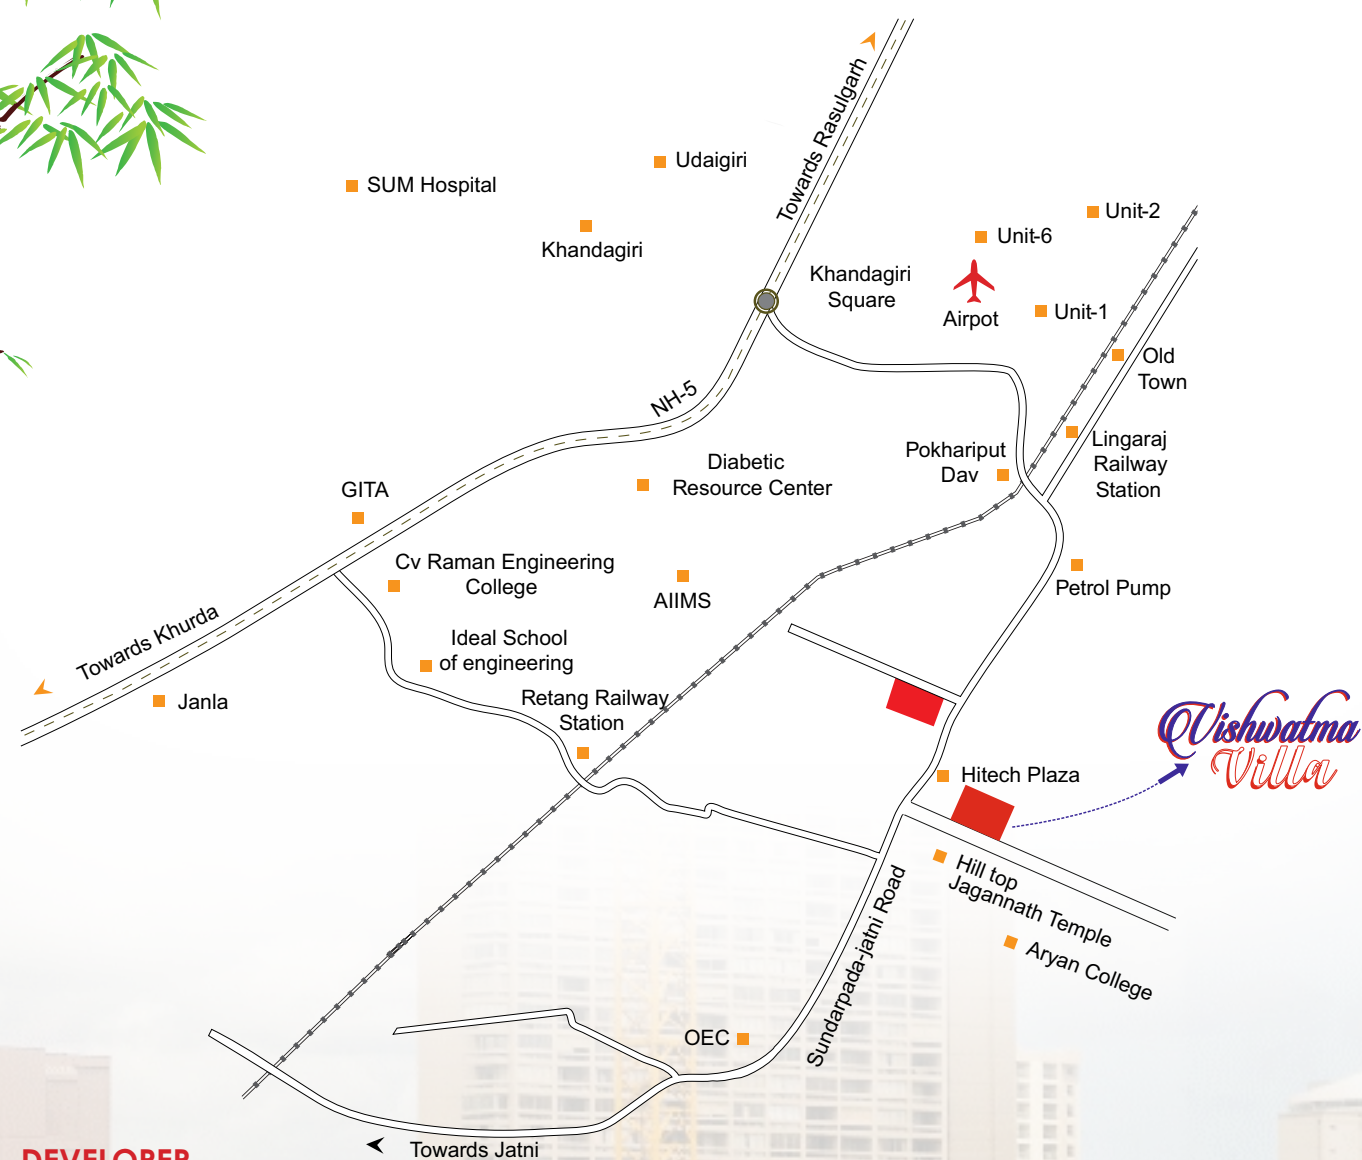 Towards Rasulgarh
Udaigiri
SUM Hospital
Khandagiri
Unit-2
Unit-6
Khandagiri
Square
Airpot
Unit-1
Old
Town
NH-5
Pokhariput
Dav
Lingaraj
Railway
Station
Diabetic
Resource Center
GITA
Cv Raman Engineering
College
AIIMS
Petrol Pump
Towards Khurda
Ideal School
of engineering
Janla
Retang Railway
Station
Vishwatma
Villa
Hitech Plaza
Hill top
Jagannath Temple
Aryan College
Sundarpada-jatni Road
OEC
Towards Jatni
DEVELOPER